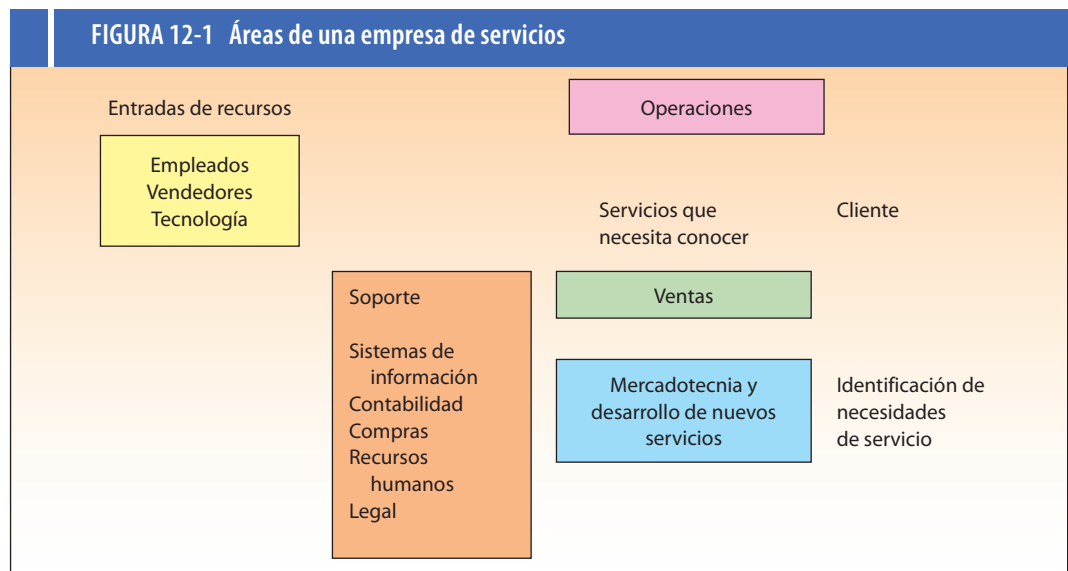 FIGURA 12-1 Áreas de una empresa de servicios
Entradas de recursos
Empleados
Vendedores
Tecnología
Operaciones
Servicios que
necesita conocer
Cliente
Soporte
Sistemas de
información
Contabilidad
Compras
Recursos
humanos
Legal
Ventas
Mercadotecnia y
desarrollo de nuevos
servicios
Identificación de
necesidades
de servicio